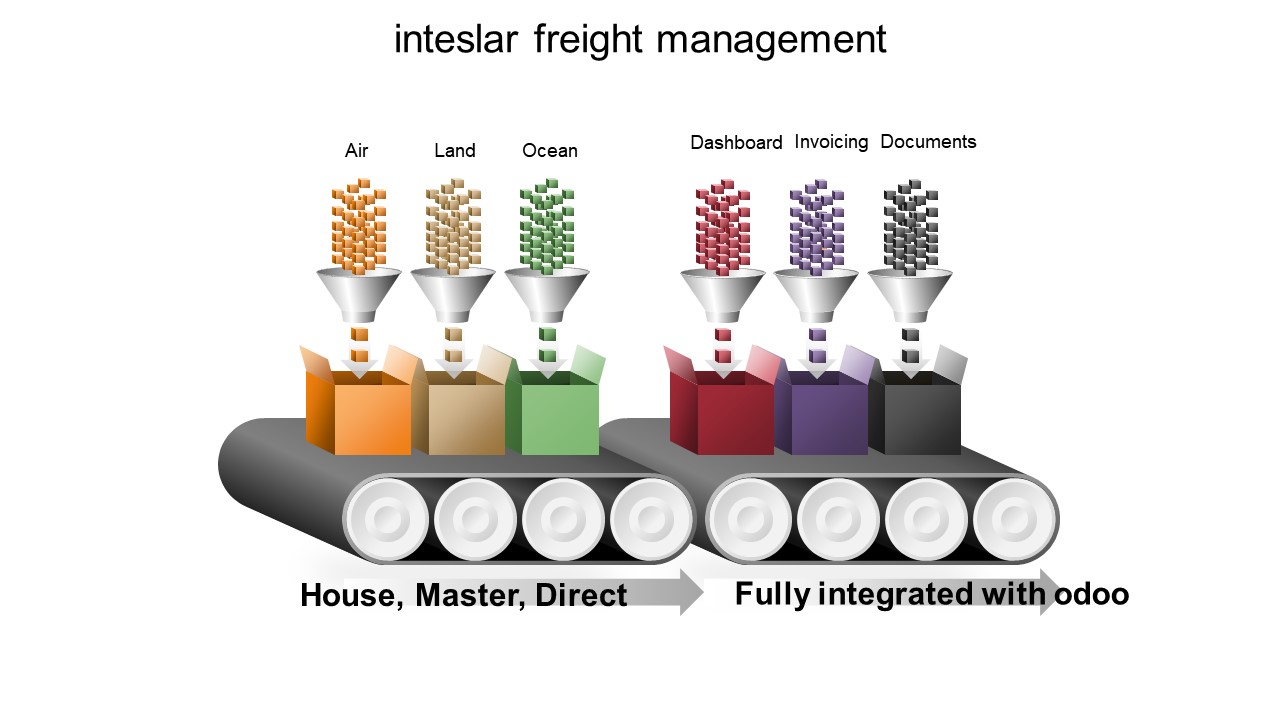 inteslar freight management
Air Land Ocean
Dashboard Invoicing Documents
House, Master, Direct
Fully integrated with odoo